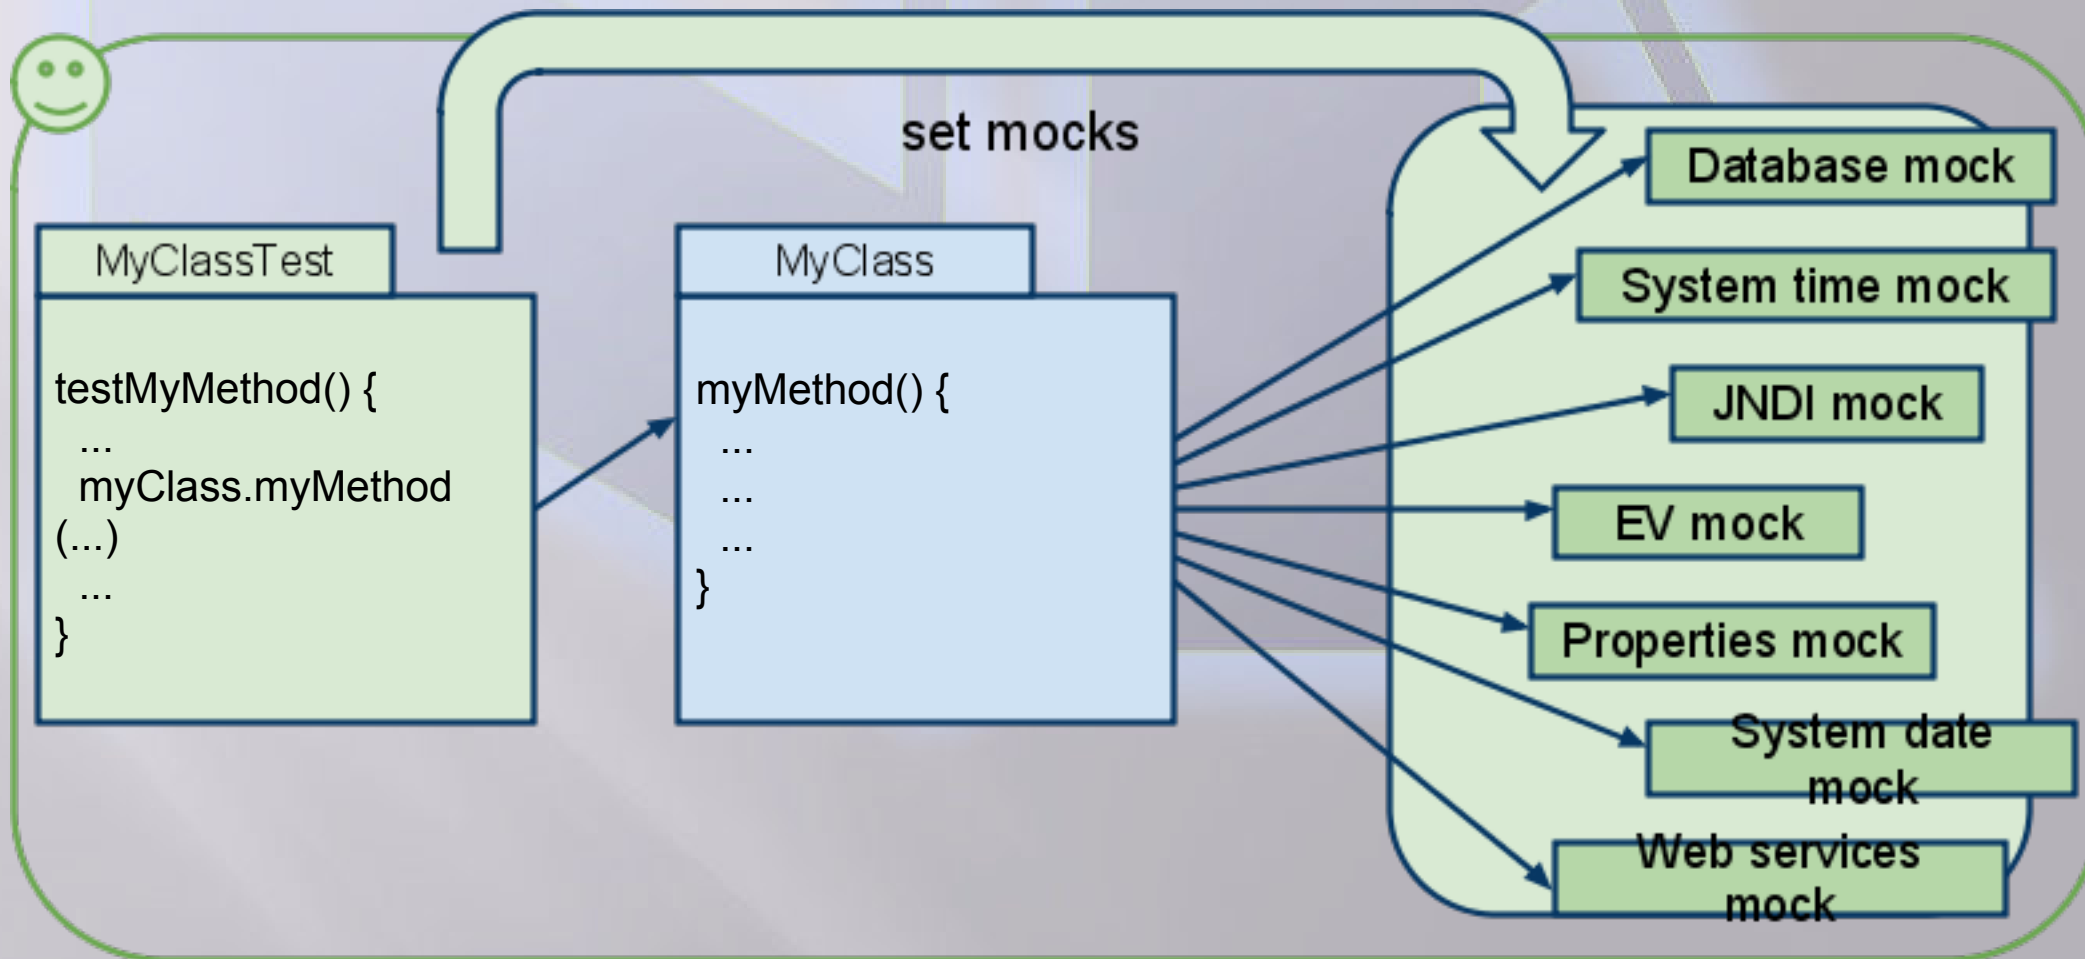 set mocks
MyClassTest
testMyMethod() {
...
myClass.myMethod
(...)
...
}
MyClass
myMethod() {
...
...
...
}
Database mock
System time mock
JNDI mock
EV mock
Properties mock
System date
mock
Web services
mock